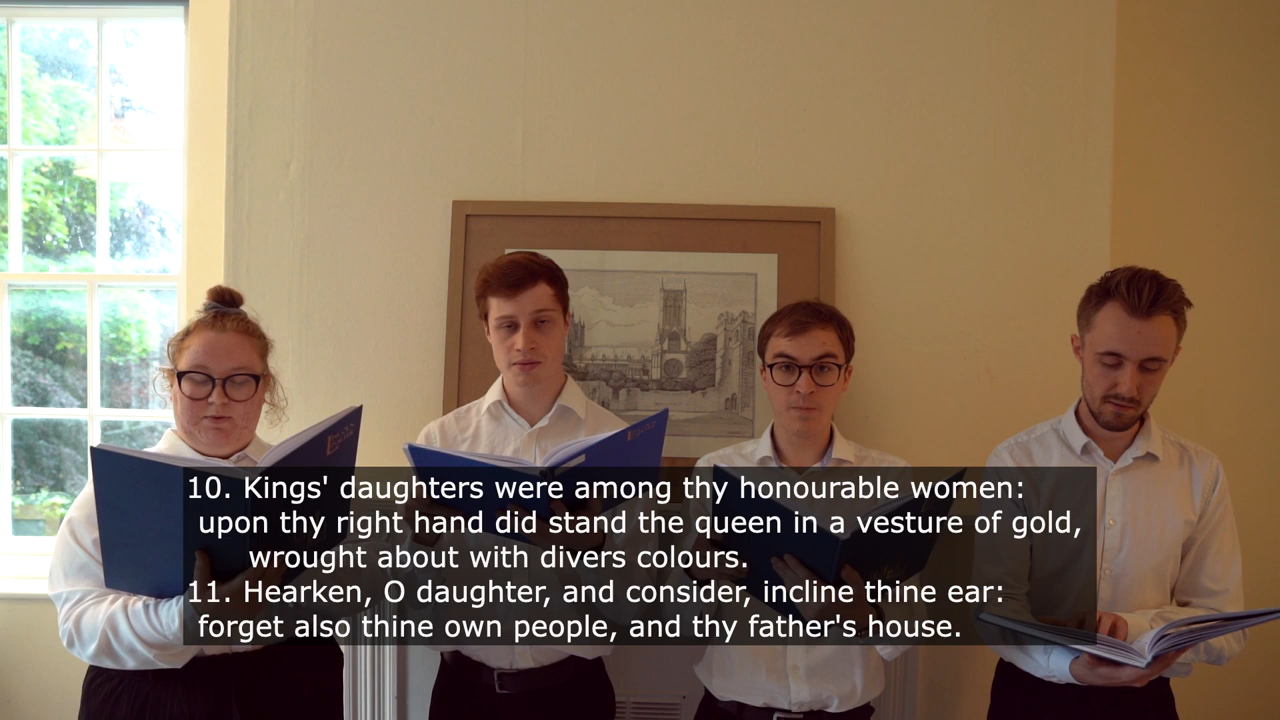 10. Kings' daughters were among thy honourable women:
upon thy right hand did stand the queen in a vesture of gold,
wrought about with divers colours.
11. Hearken, O daughter, and consider, incline thine ear:
forget also thine own people, and thy father's house.